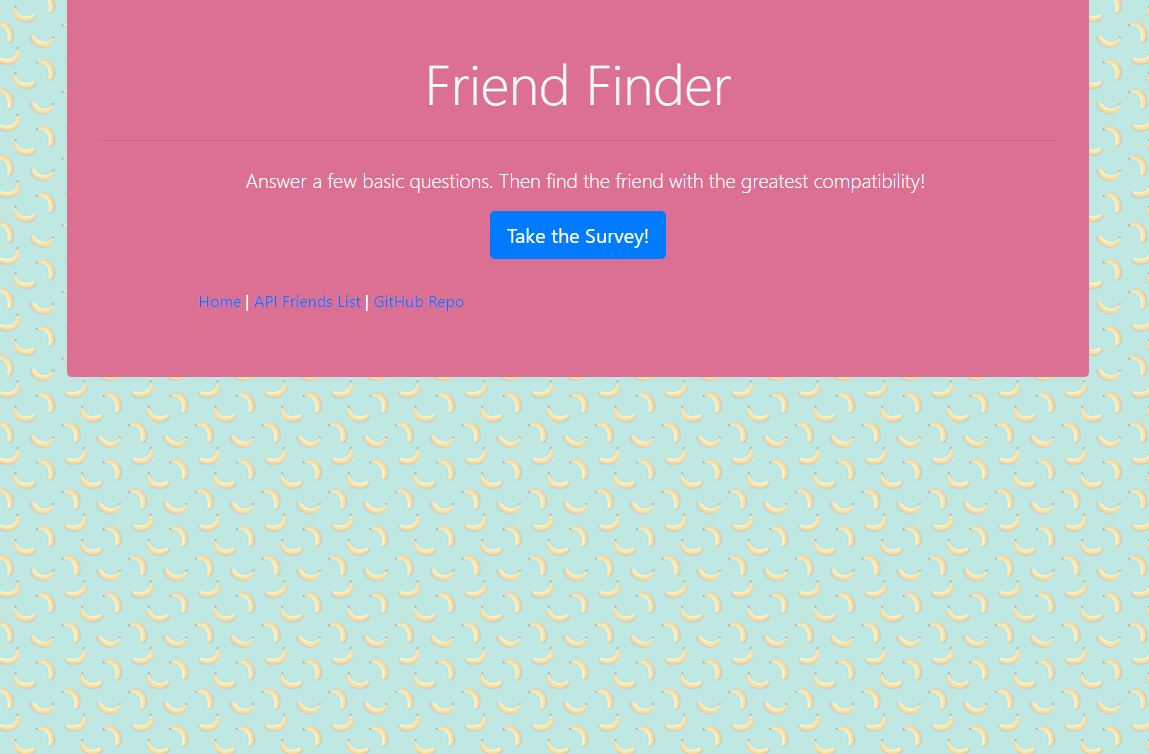 Friend Finder
Answer a few basic questions. Then find the friend with the greatest compatibility!
Take the Survey!
Home | API Friends List | GitHub Repo